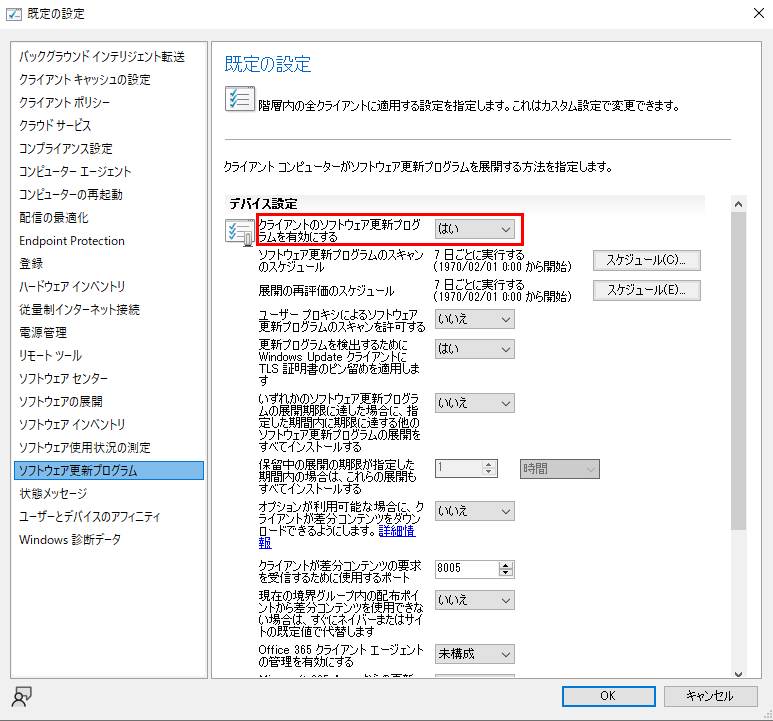 既定の設定
バックグラウンド インテリジェント転送
クライアント キャッシュの設定
クライアント ポリシー
クラウド サービス
コンプライアンス設定
コンピューター エージェント
コンピューターの再起動
配信の最適化
Endpoint Protection
登録
ハードウェア インベントリ
従量制インターネット接続
電源管理
リモート ツール
ソフトウェア センター
ソフトウェアの展開
ソフトウェア インベントリ
ソフトウェア使用状況の測定
ソフトウェア更新プログラム
状態メッセージ
ユーザーとデバイスのアフィニティ
Windows 診断データ
既定の設定
階層内の全クライアントに適用する設定を指定します。これはカスタム設定で変更できます。
クライアント コンピューターがソフトウェア更新プログラムを展開する方法を指定します。
デバイス設定
クライアントのソフトウェア更新プログ
ラムを有効にする
はい
ソフトウェア更新プログラムのスキャン
のスケジュール
7 日ごとに実行する
(1970/02/01 0:00 から開始)
スケジュール(C)...
展開の再評価のスケジュール
7 日ごとに実行する
(1970/02/01 0:00 から開始)
スケジュール(E)...
ユーザー プロキシによるソフトウェア
更新プログラムのスキャンを許可する
いいえ
更新プログラムを検出するために
Windows Update クライアントに
TLS 証明書のピン留めを適用しま
す
はい
いずれかのソフトウェア更新プログラ
ムの展開期限に達した場合に、指
定した期間内に期限に達する他の
ソフトウェア更新プログラムの展開を
すべてインストールする
いいえ
保留中の展開の期限が指定した
期間内の場合は、これらの展開も
すべてインストールする
1
時間
オプションが利用可能な場合に、ク
ライアントが差分コンテンツをダウン
ロードできるようにします。詳細情
報
いいえ
クライアントが差分コンテンツの要求
を受信するために使用するポート
8005
現在の境界グループ内の配布ポイ
ントから差分コンテンツを使用できな
い場合は、すぐにネイバーまたはサイ
トの既定値で代替します
いいえ
Office 365 クライアント エージェント
の管理を有効にする
未構成
OK
キャンセル